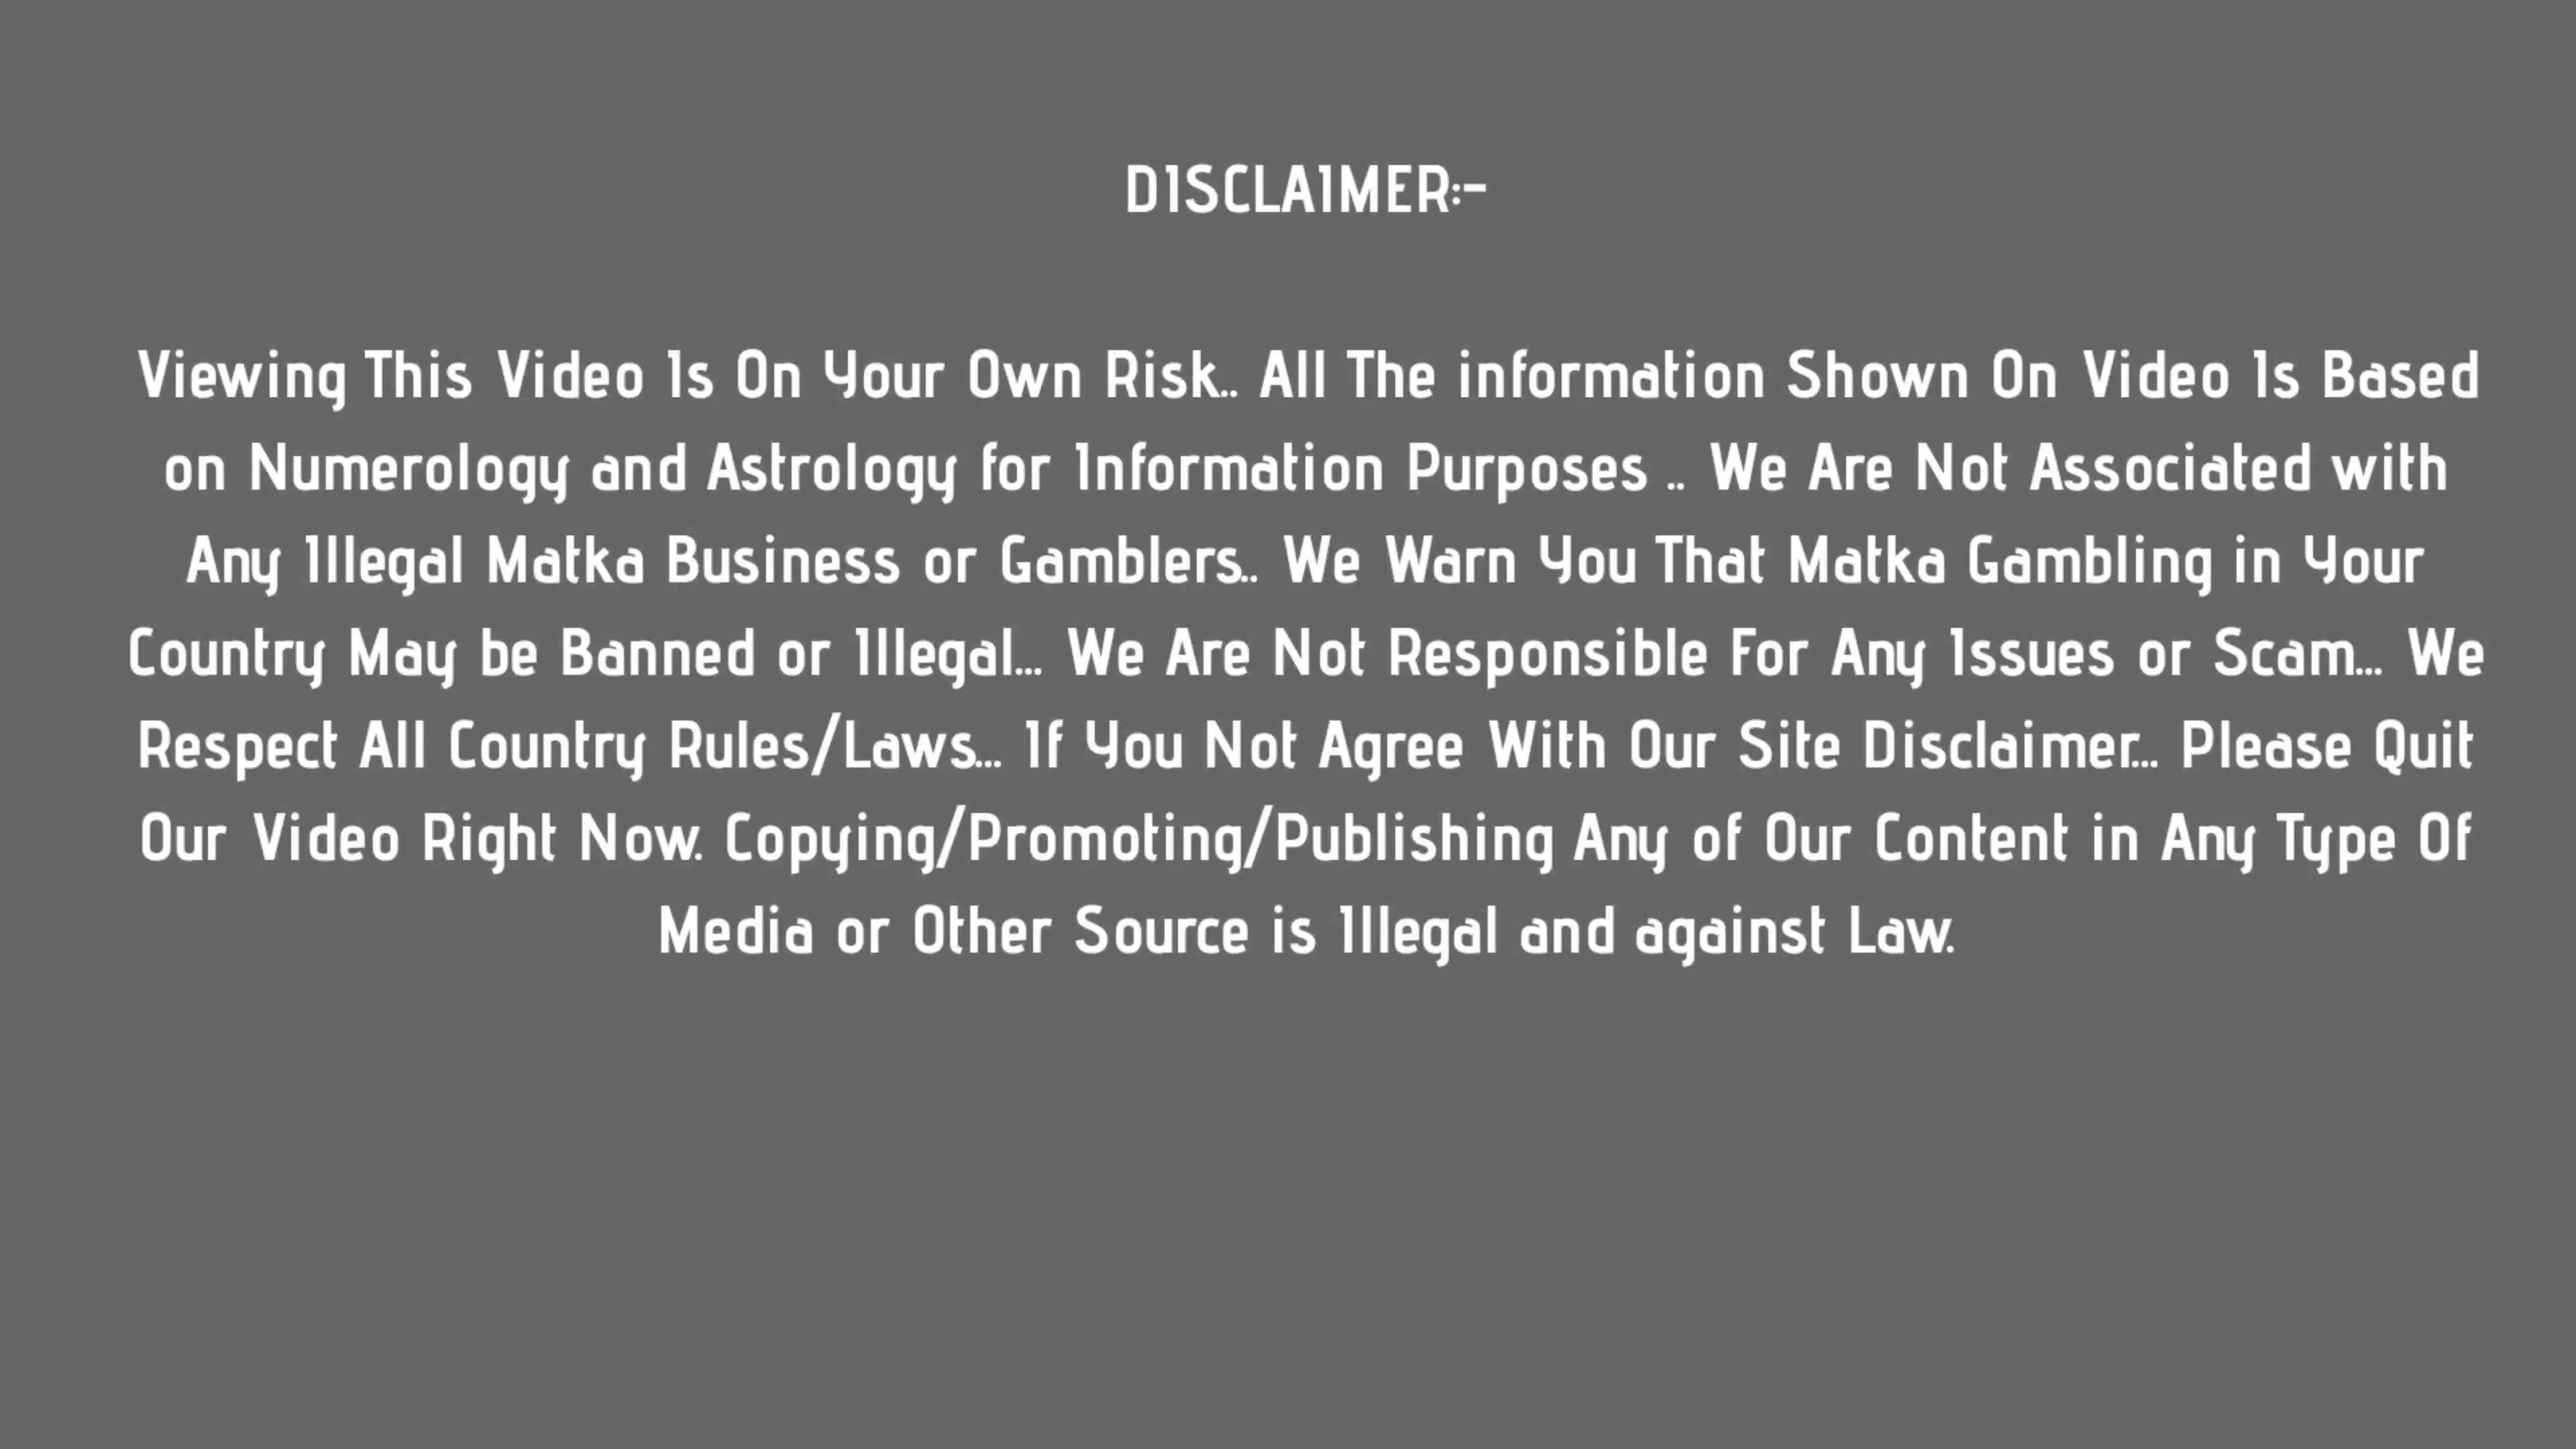 DISCLAIMER:-
Viewing This Video Is On Your Own Risk.. All The information Shown On Video Is Based
on Numerology and Astrology for Information Purposes .. We Are Not Associated with
Any Illegal Matka Business or Gamblers.. We Warn You That Matka Gambling in Your
Country May be Banned or Illegal... We Are Not Responsible For Any Issues or Scam... We
Respect All Country Rules/Laws... If You Not Agree With Our Site Disclaimer... Please Quit
Our Video Right Now. Copying/Promoting/Publishing Any of Our Content in Any Type Of
Media or Other Source is Illegal and against Law.